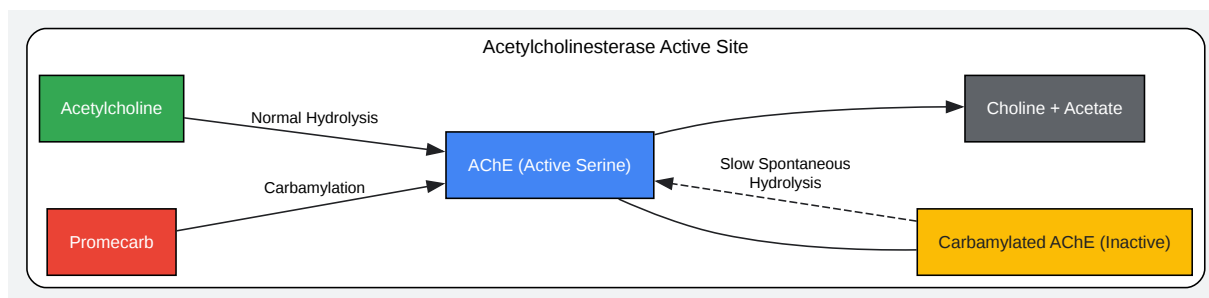 Acetylcholinesterase Active Site
Acetylcholine
Normal Hydrolysis
Choline + Acetate
AChE (Active Serine)
Slow Spontaneous
Hydrolysis
Carbamylation
Promecarb
Carbamylated AChE (Inactive)